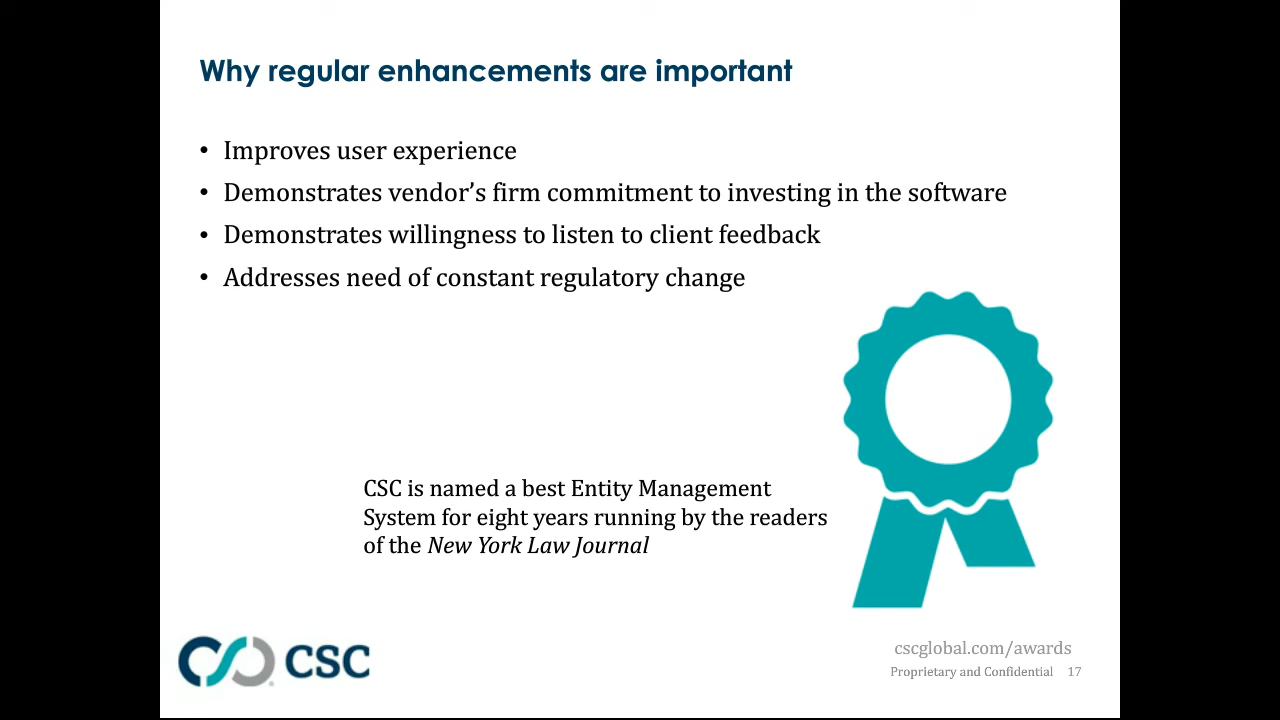 Why regular enhancements are important
• Improves user experience
• Demonstrates vendor’s firm commitment to investing in the software
• Demonstrates willingness to listen to client feedback
• Addresses need of constant regulatory change
CSC is named a best Entity Management
System for eight years running by the readers
of the New York Law Journal
CSC
cscglobal.com/awards
Proprietary and Confidential 17